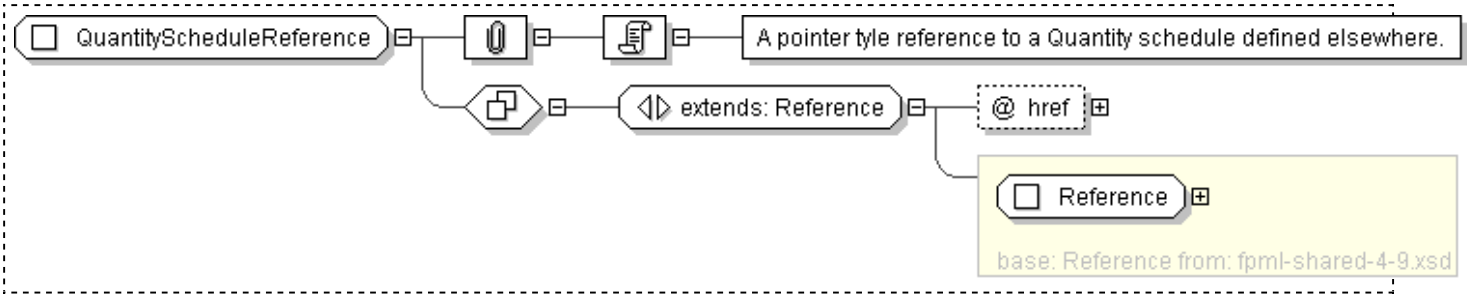 QuantityScheduleReference
A pointer tyle reference to a Quantity schedule defined elsewhere.
extends: Reference
@ href
Reference
base: Reference from: fpml-shared-4-9.xsd